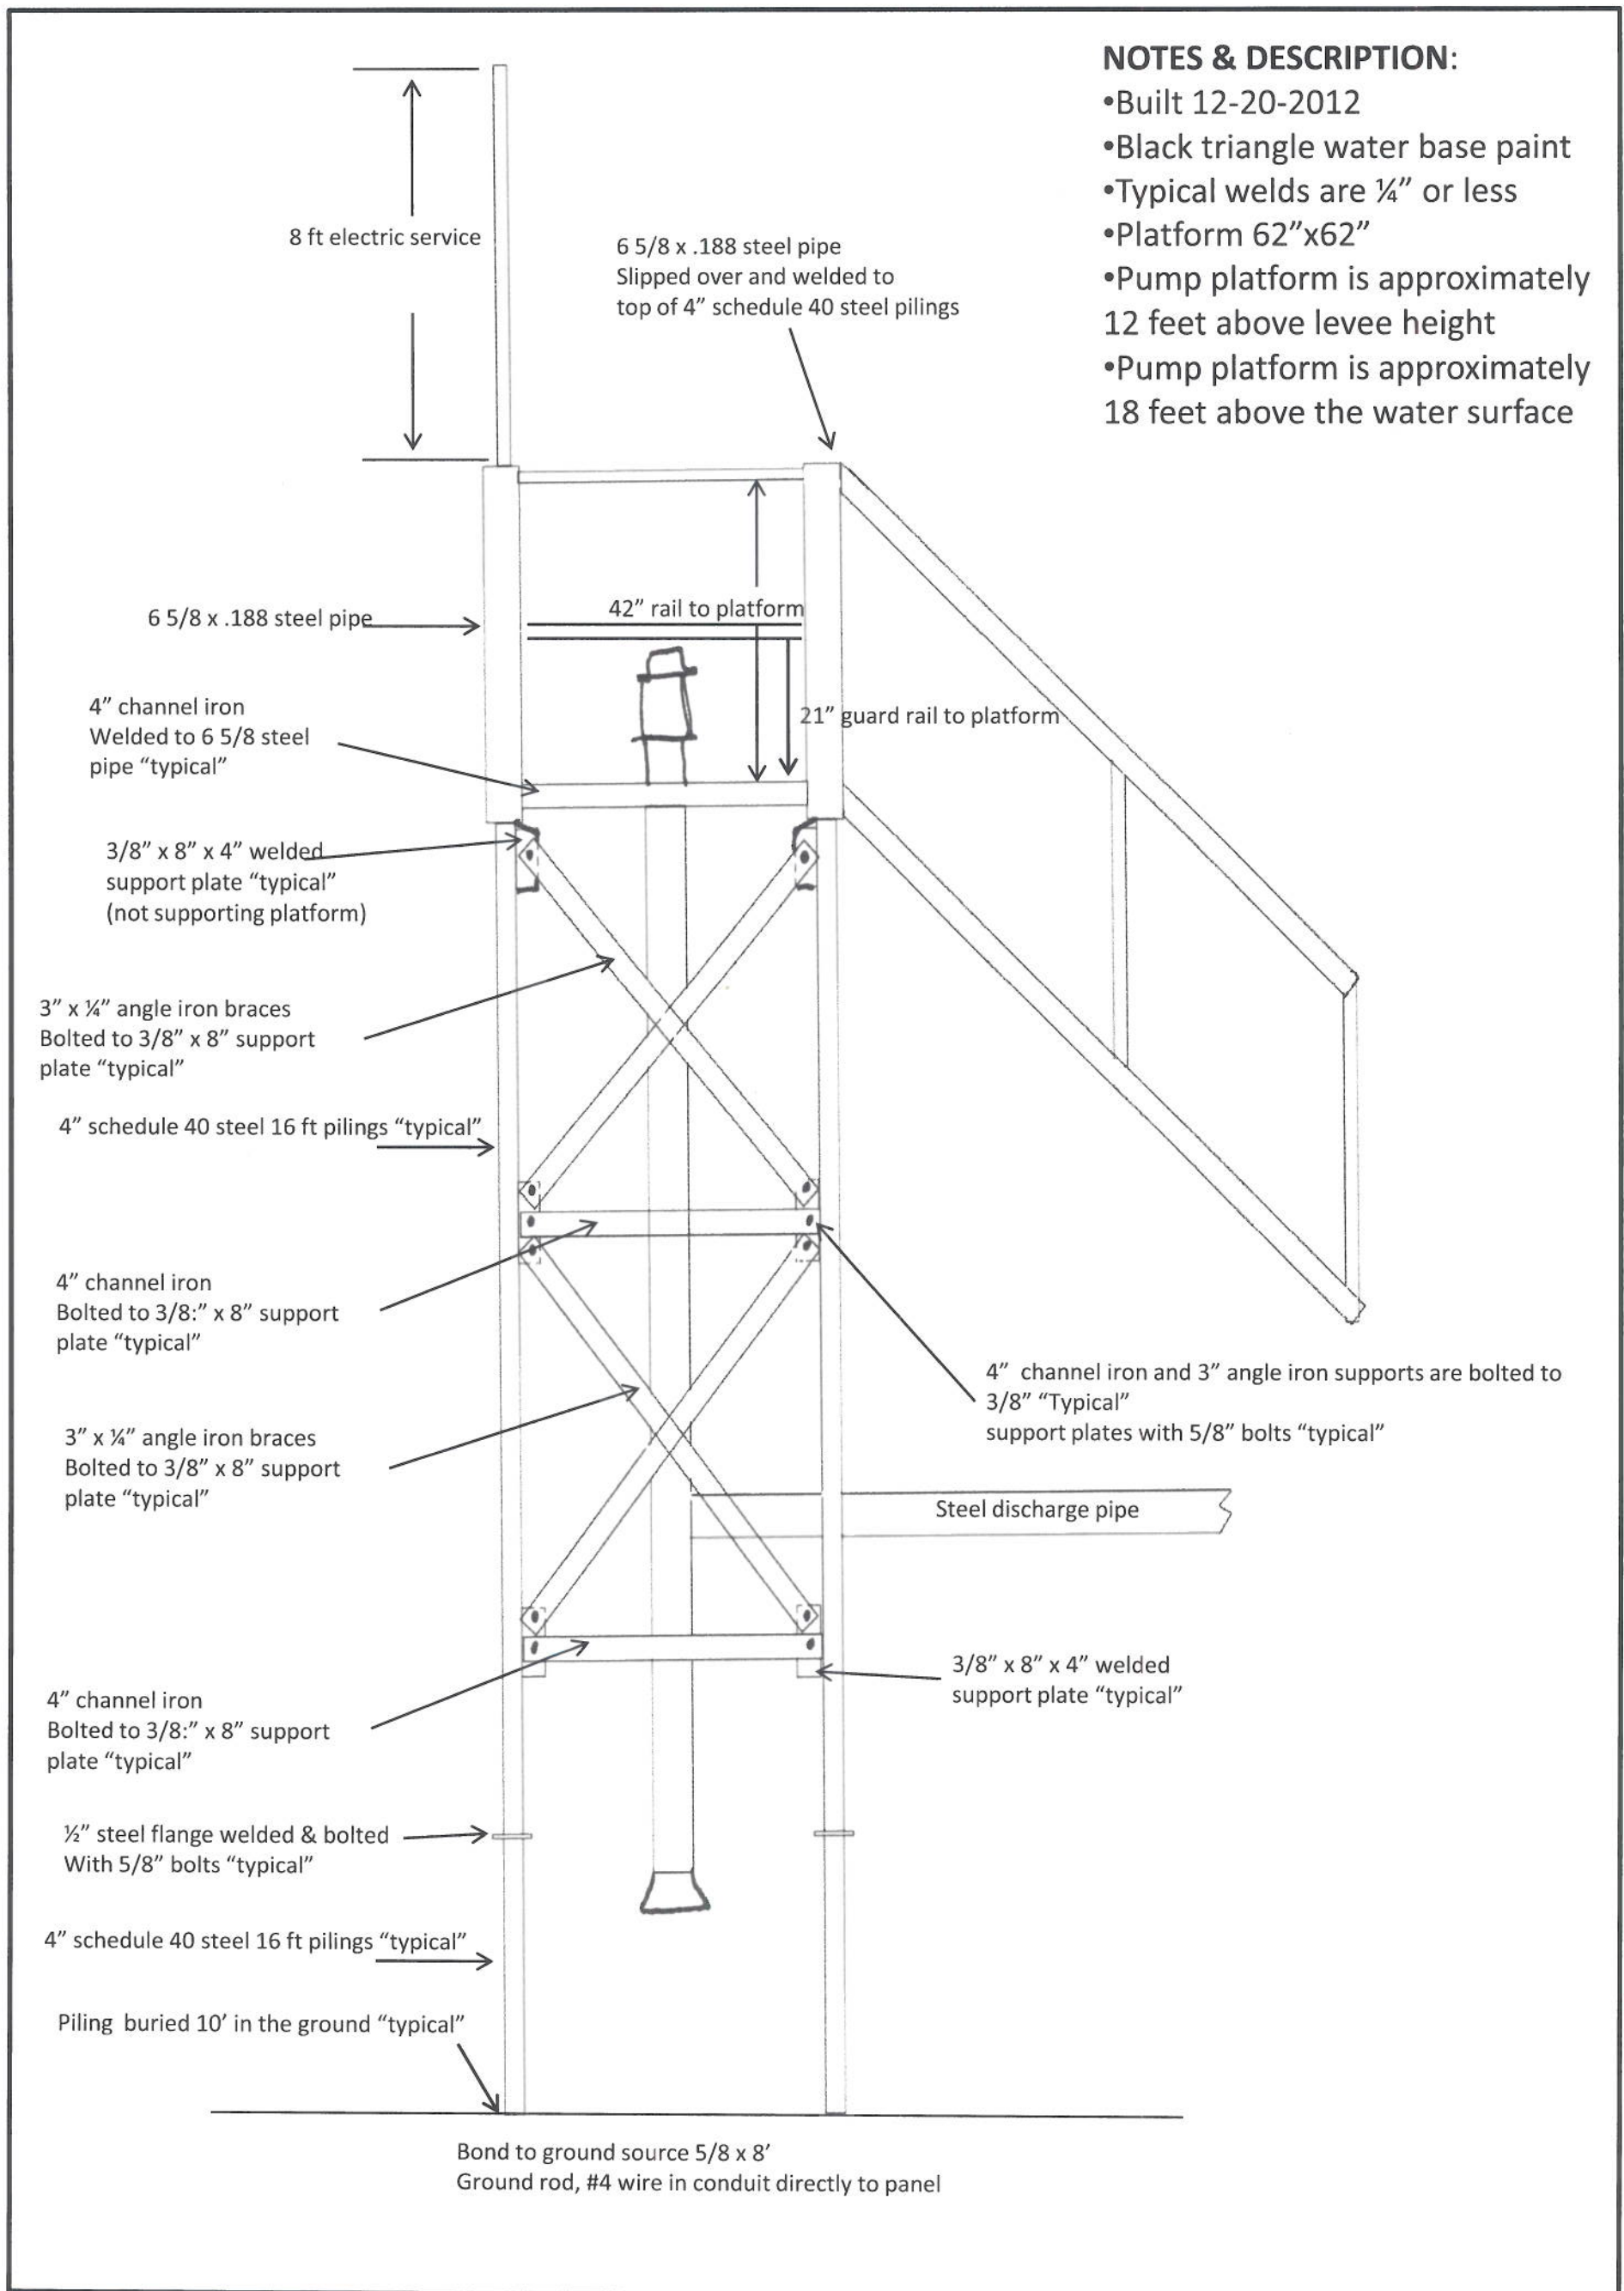 NOTES & DESCRIPTION:
•Built 12-20-2012
•Black triangle water base paint
•Typical welds are ¼” or less
•Platform 62”x62”
•Pump platform is approximately
12 feet above levee height
•Pump platform is approximately
18 feet above the water surface
8 ft electric service
6 5/8 x .188 steel pipe
Slipped over and welded to
top of 4” schedule 40 steel pilings
6 5/8 x .188 steel pipe
42” rail to platform
4” channel iron
Welded to 6 5/8 steel
pipe “typical”
21” guard rail to platform
3/8” x 8” x 4” welded
support plate “typical”
(not supporting platform)
3” x ¼” angle iron braces
Bolted to 3/8” x 8” support
plate “typical”
4” schedule 40 steel 16 ft pilings “typical”
4” channel iron
Bolted to 3/8:” x 8” support
plate “typical”
4” channel iron and 3” angle iron supports are bolted to
3/8” “Typical”
support plates with 5/8” bolts “typical”
3” x ¼” angle iron braces
Bolted to 3/8” x 8” support
plate “typical”
Steel discharge pipe
3/8” x 8” x 4” welded
support plate “typical”
4” channel iron
Bolted to 3/8:” x 8” support
plate “typical”
½” steel flange welded & bolted
With 5/8” bolts “typical”
4” schedule 40 steel 16 ft pilings “typical”
Piling buried 10’ in the ground “typical”
Bond to ground source 5/8 x 8’
Ground rod, #4 wire in conduit directly to panel